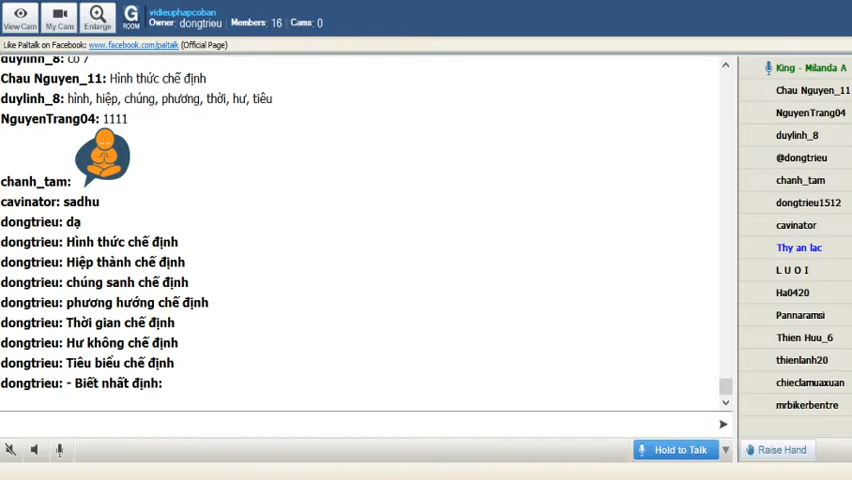 vidieuphapcoban
Owner: dongtrieu Members: 16 Cams: 0
View Cam My Cam Enlarge G ROOM
Like Paltalk on Facebook: www.facebook.com/paltalk (Official Page)
duylinh_8: có 7
Chau Nguyen_11: Hình thức chế định
duylinh_8: hình, hiệp, chúng, phương, thời, hư, tiêu
NguyenTrang04: 1111
chanh_tam:
cavinator: sadhu
dongtrieu: dạ
dongtrieu: Hình thức chế định
dongtrieu: Hiệp thành chế định
dongtrieu: chúng sanh chế định
dongtrieu: phương hướng chế định
dongtrieu: Thời gian chế định
dongtrieu: Hư không chế định
dongtrieu: Tiêu biểu chế định
dongtrieu: - Biết nhất định:
Hold to Talk
King - Milanda A
Chau Nguyen_11
NguyenTrang04
duylinh_8
@dongtrieu
chanh_tam
dongtrieu1512
cavinator
Thy an lac
L U O I
Ha0420
Pannaramsi
Thien Huu_6
thienlanh20
chieclamuaxuan
mrbikerbentre
Raise Hand